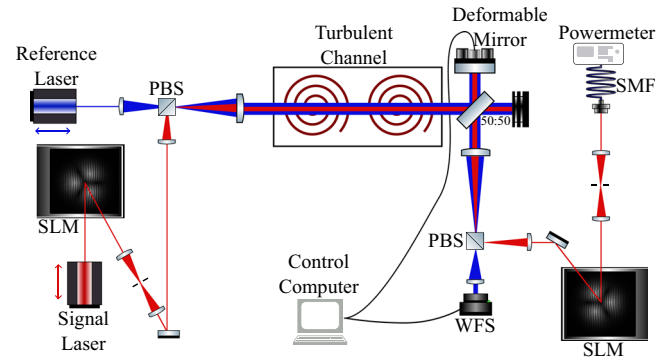 Reference
Laser
PBS
Turbulent
Channel
Deformable
Mirror
Powermeter
SMF
50:50
SLM
Signal
Laser
PBS
Control
Computer
WFS
SLM